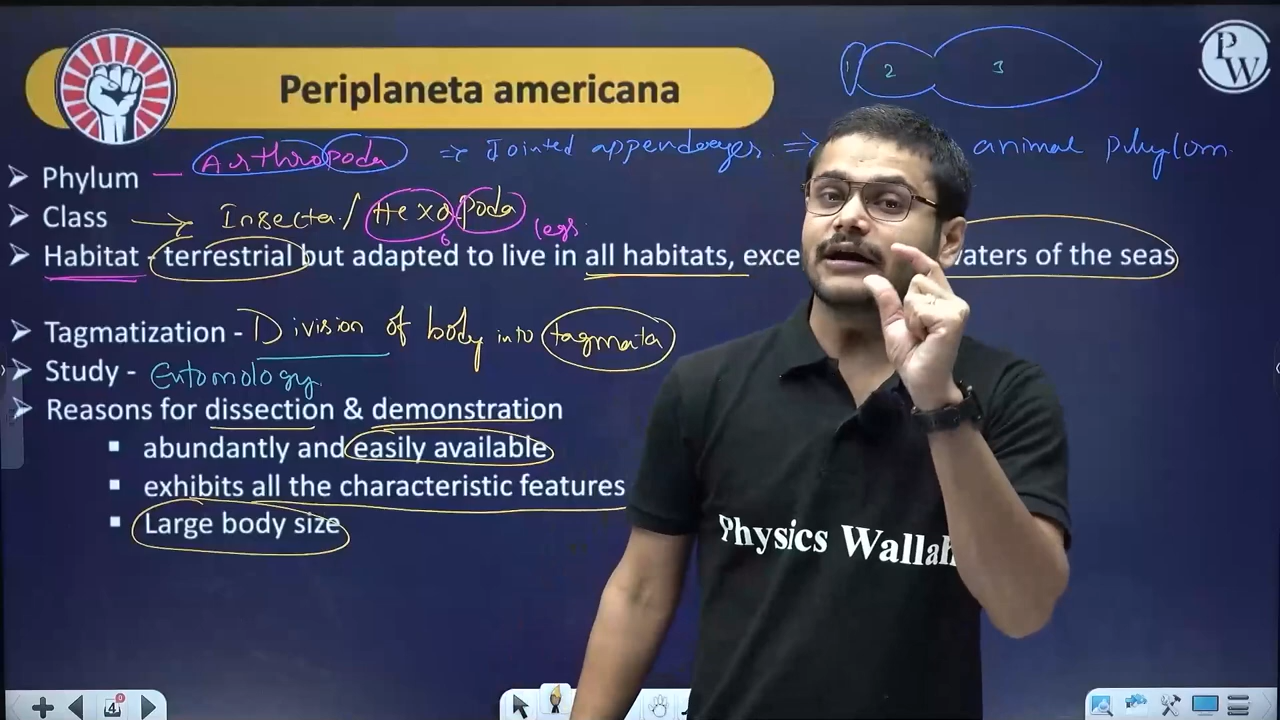 Periplaneta americana
PW
1 2 3
Phylum — Arthropoda => Jointed appendages => animal phylum.
Class → Insecta / Hexapoda
6 legs
Habitat - terrestrial but adapted to live in all habitats, waters of the seas
Tagmatization - Division of body into tagmata
Study - Entomology
Reasons for dissection & demonstration
abundantly and easily available
exhibits all the characteristic features
Large body size
Physics Wallah
4